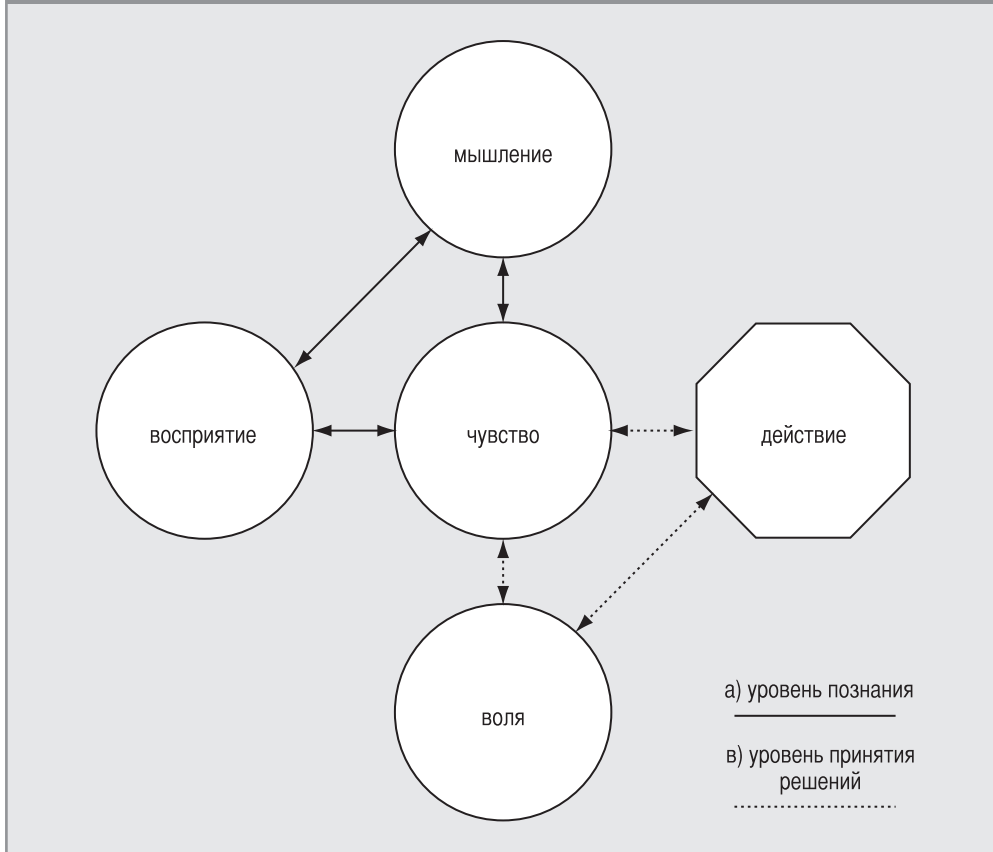 мышление
восприятие
чувство
действие
воля
а) уровень познания
в) уровень принятия
решений